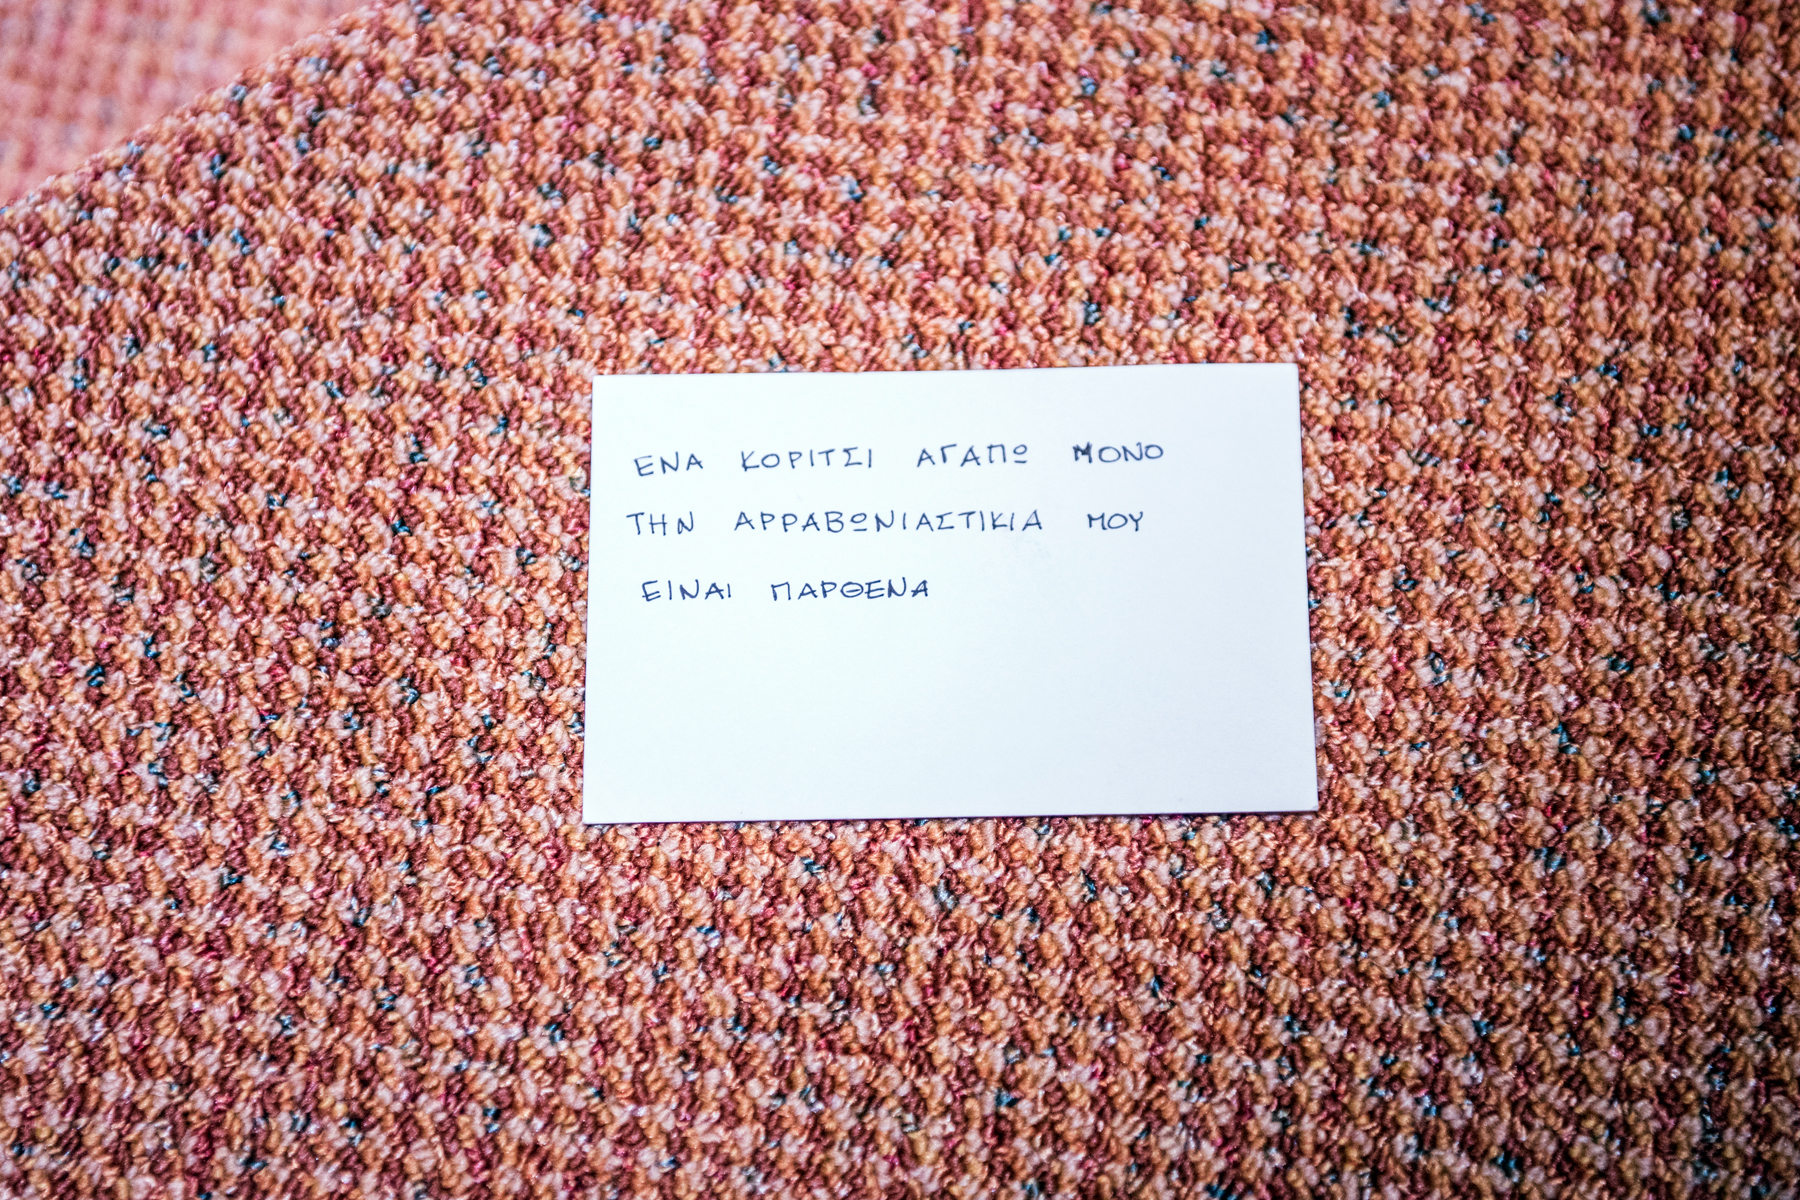 ΕΝΑ ΚΟΡΙΤΣΙ ΑΓΑΠΩ ΜΟΝΟ
ΤΗΝ ΑΡΡΑΒΩΝΙΑΣΤΙΚΙΑ ΜΟΥ
ΕΙΝΑΙ ΠΑΡΘΕΝΑ